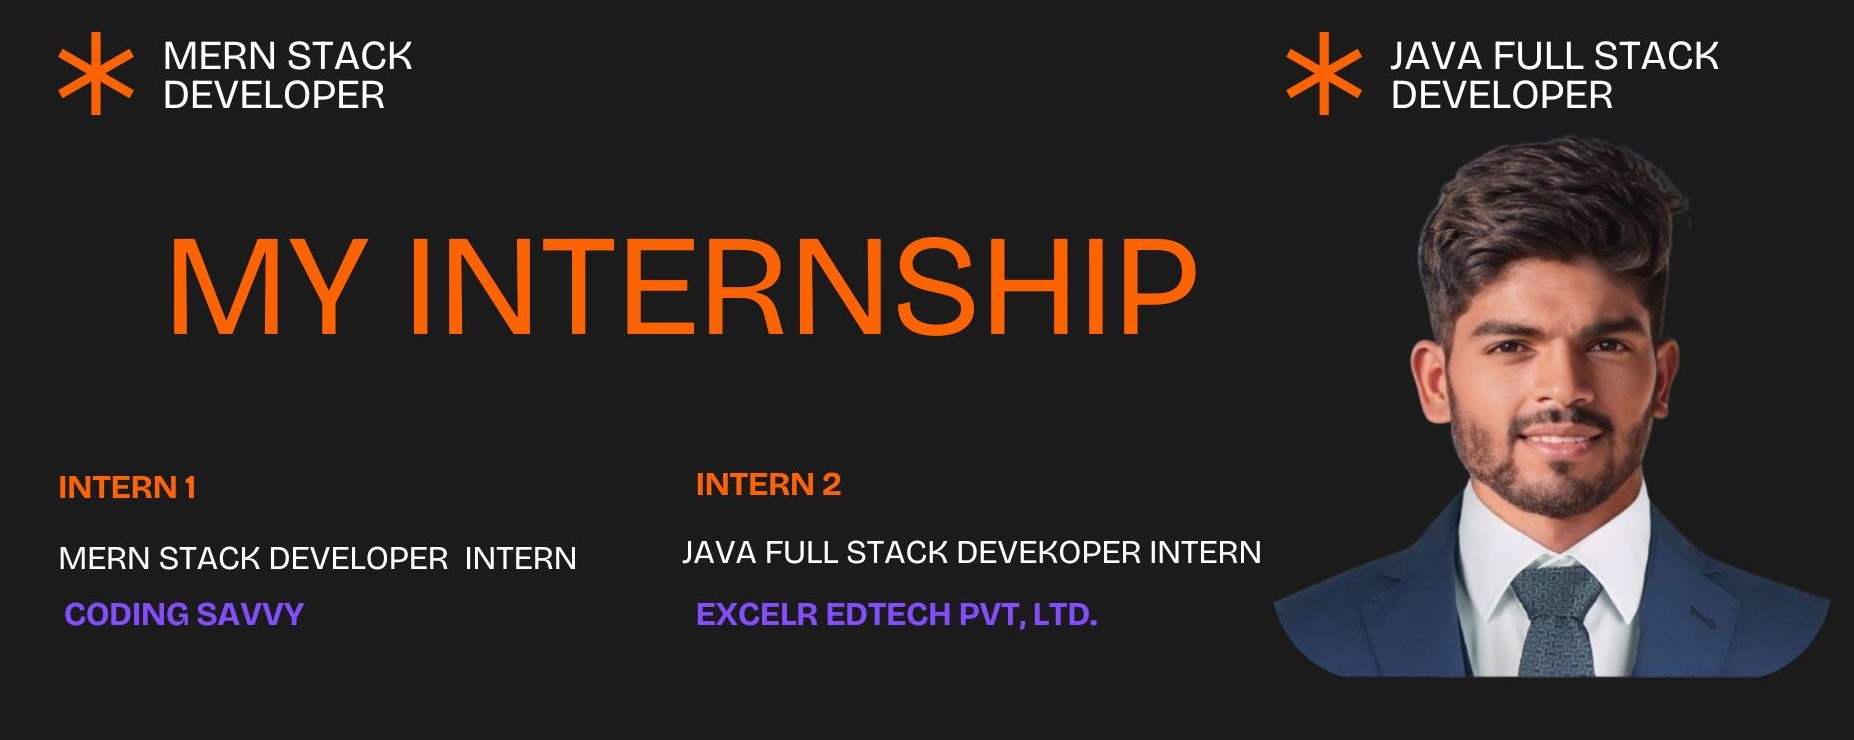 MERN STACK
DEVELOPER
JAVA FULL STACK
DEVELOPER
MY INTERNSHIP
INTERN 1
MERN STACK DEVELOPER INTERN
CODING SAVVY
INTERN 2
JAVA FULL STACK DEVEKOPER INTERN
EXCELR EDTECH PVT, LTD.